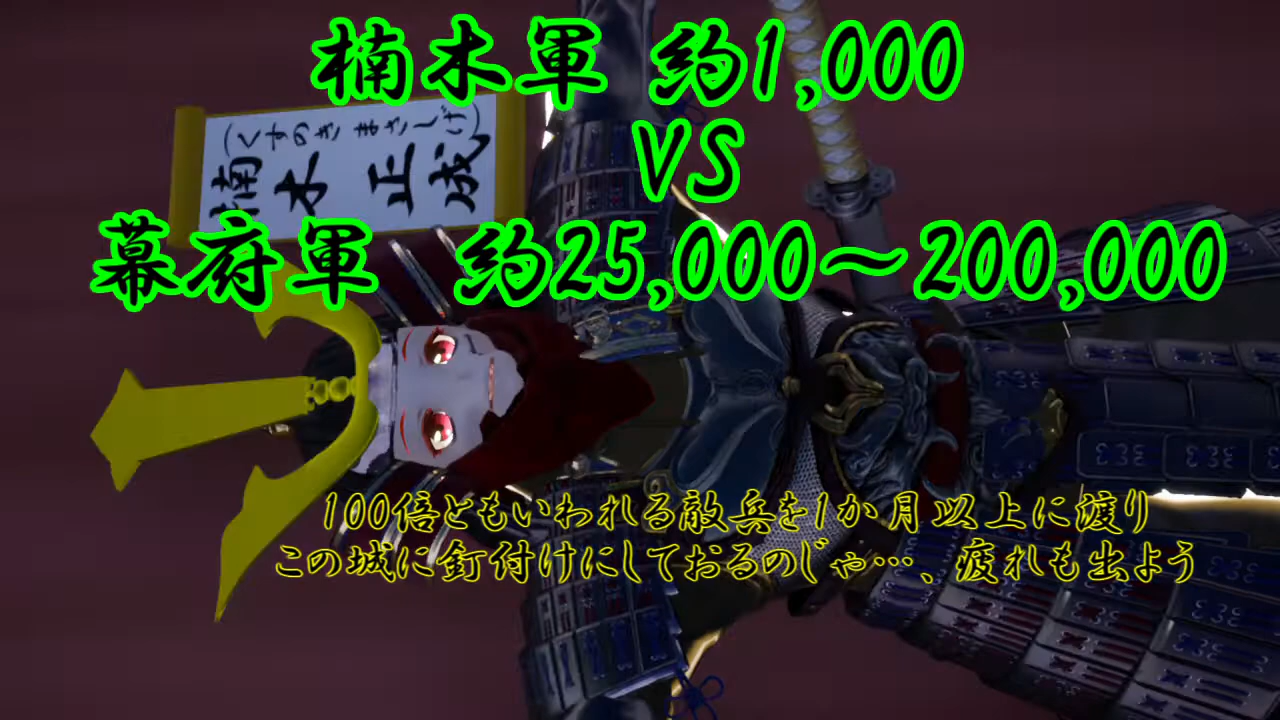 楠木軍 約1,000
VS
幕府軍 約25,000～200,000
(くすのきまさしげ)
楠木正成
100倍ともいわれる敵兵を1か月以上に渡り
この城に釘付けにしておるのじゃ…、疲れも出よう